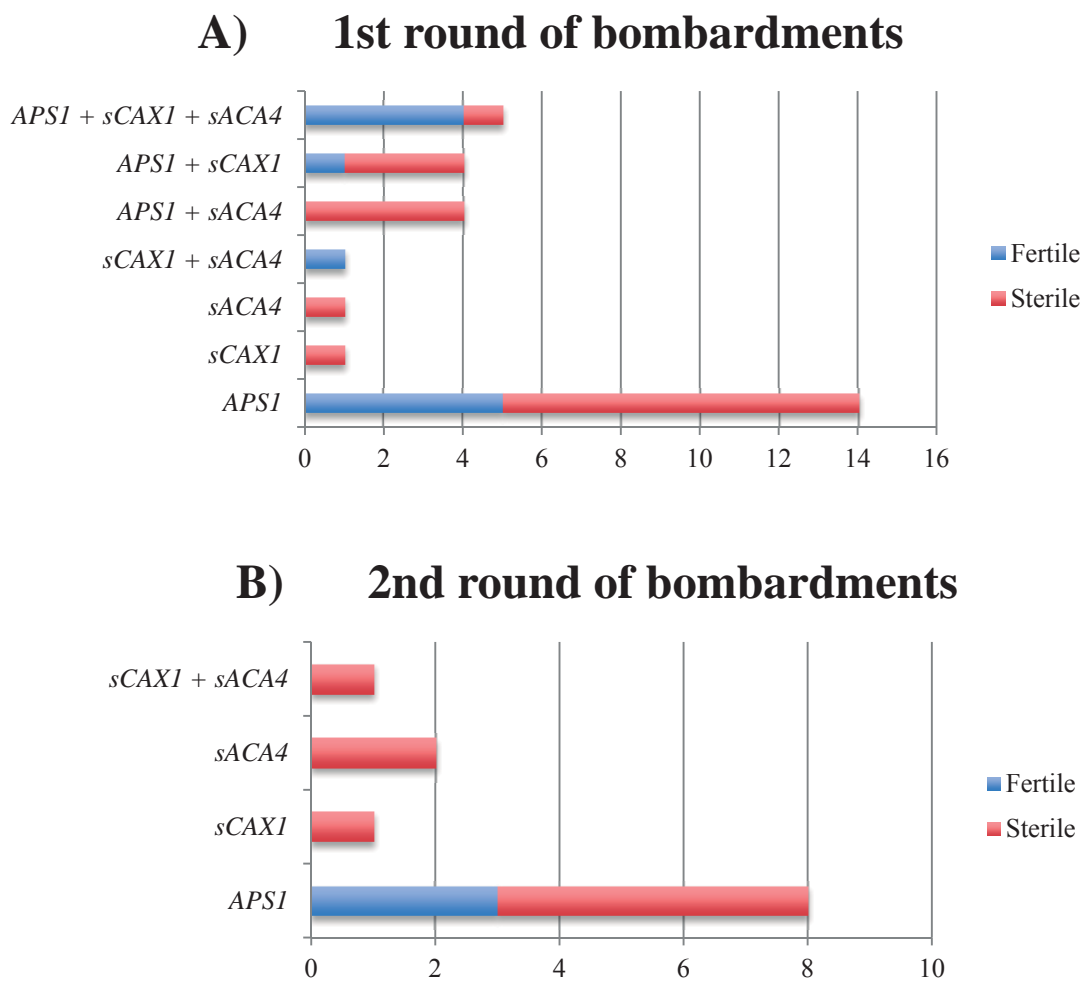 A) 1st round of bombardments
APS1 + sCAX1 + sACA4
APS1 + sCAX1
APS1 + sACA4
sCAX1 + sACA4
sACA4
sCAX1
APS1
0 2 4 6 8 10 12 14 16
Fertile
Sterile
B) 2nd round of bombardments
sCAX1 + sACA4
sACA4
sCAX1
APS1
0 2 4 6 8 10
Fertile
Sterile